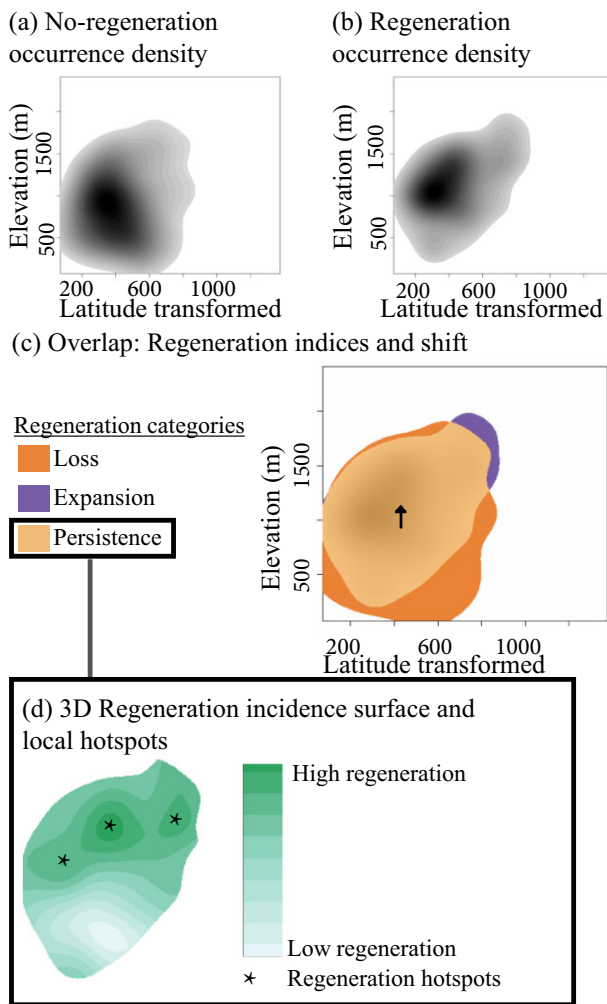 (a) No-regeneration
occurrence density
Elevation (m)
1500
500
200
600
1000
Latitude transformed
(b) Regeneration
occurrence density
Elevation (m)
1500
500
200
600
1000
Latitude transformed
(c) Overlap: Regeneration indices and shift
Regeneration categories
Loss
Expansion
Persistence
Elevation (m)
1500
500
200
600
1000
Latitude transformed
(d) 3D Regeneration incidence surface and
local hotspots
High regeneration
Low regeneration
Regeneration hotspots